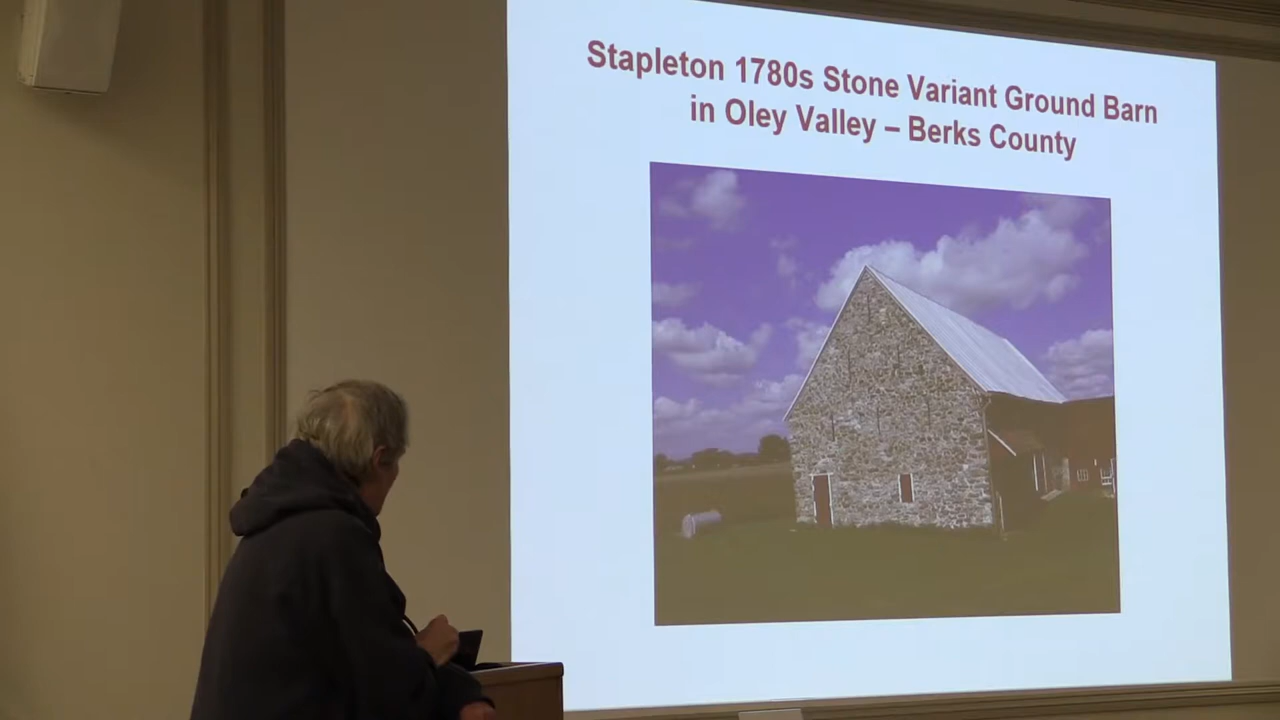 Stapleton 1780s Stone Variant Ground Barn
in Oley Valley – Berks County